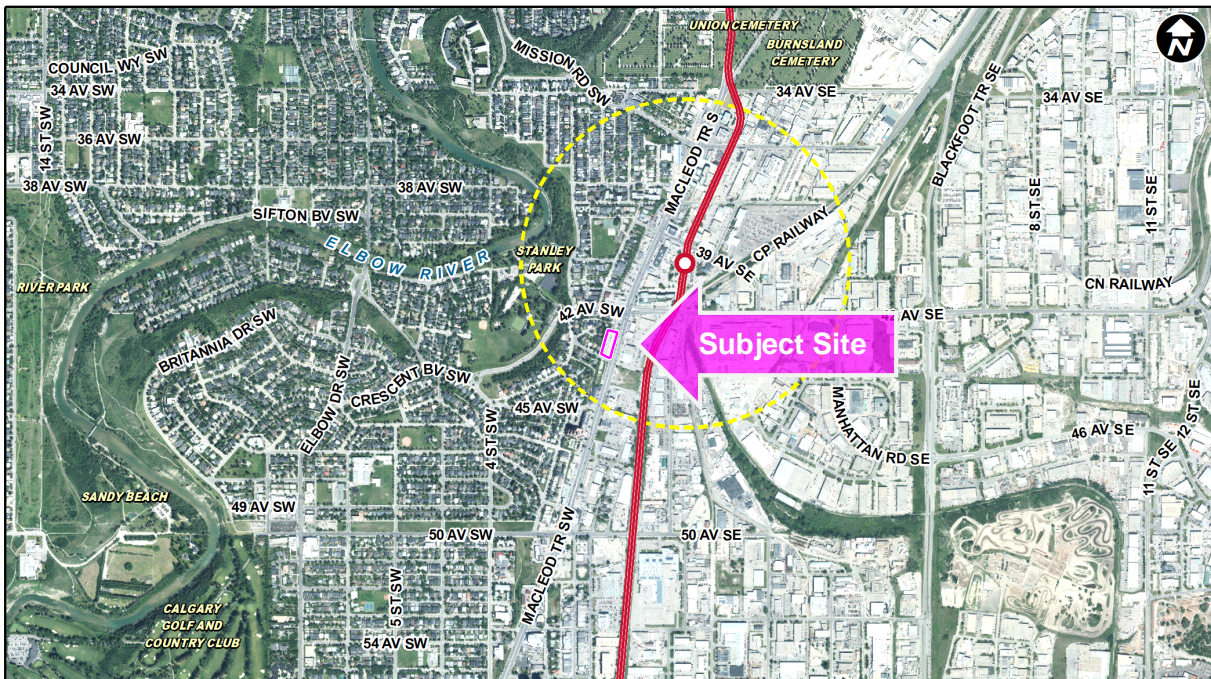 UNION CEMETERY
BURNSLAND
CEMETERY
N
MISSION RD SW
COUNCIL WY SW
34 AV SW
34 AV SE
34 AV SE
14 ST SW
36 AV SW
MACLEOD TR S
BLACKFOOT TR SE
38 AV SW
38 AV SW
8 ST SE
11 ST SE
SIFTON BV SW
ELBOW RIVER
STANLEY
PARK
39 AV SE
CP RAILWAY
RIVER PARK
CN RAILWAY
42 AV SW
AV SE
BRITANNIA DR SW
Subject Site
ELBOW DR SW
CRESCENT BV SW
45 AV SW
4 ST SW
MANHATTAN RD SE
46 AV SE
12 ST SE
11 ST SE
SANDY BEACH
49 AV SW
50 AV SW
50 AV SE
MACLEOD TR SW
5 ST SW
CALGARY
GOLF AND
COUNTRY CLUB
54 AV SW